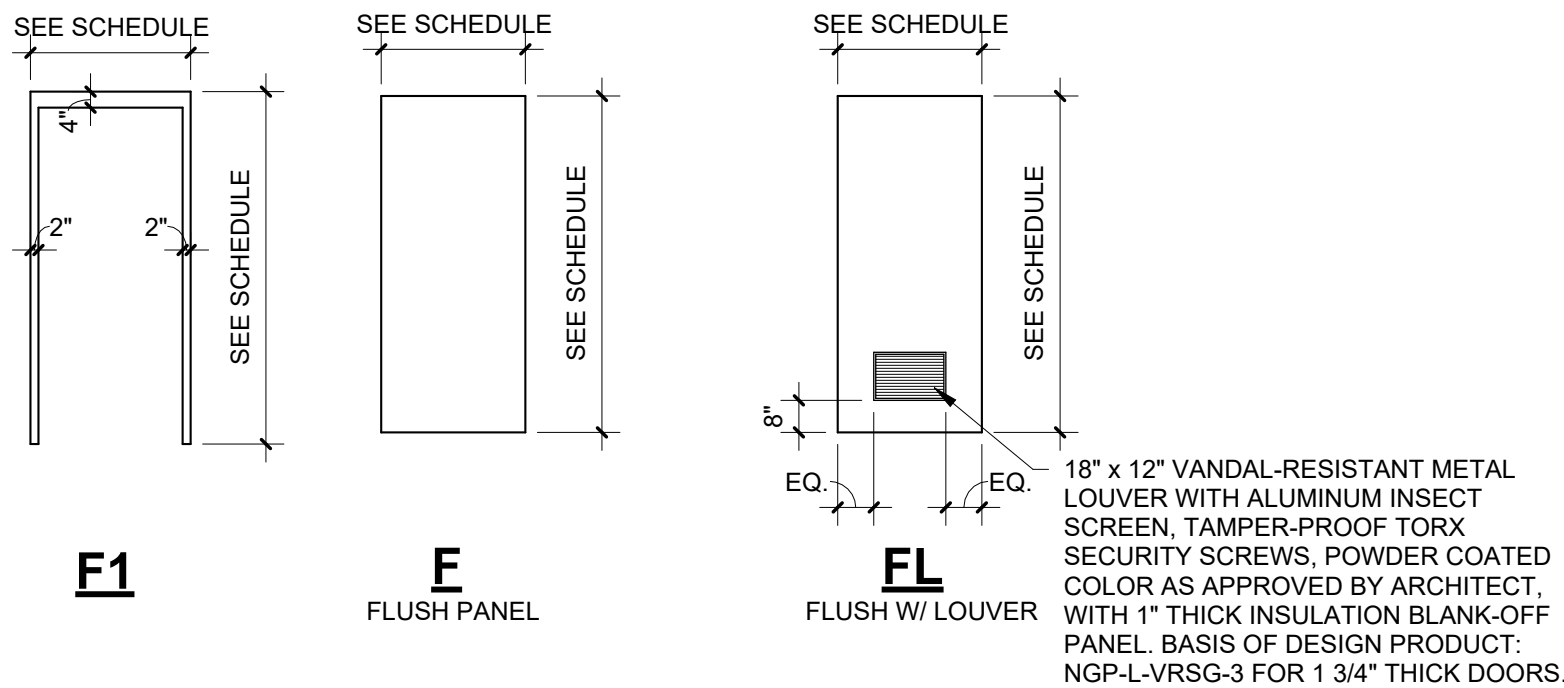 SEE SCHEDULE
4"
2"
2"
SEE SCHEDULE
F1
SEE SCHEDULE
SEE SCHEDULE
F
FLUSH PANEL
SEE SCHEDULE
SEE SCHEDULE
8"
EQ.
EQ.
FL
FLUSH W/ LOUVER
18" x 12" VANDAL-RESISTANT METAL
LOUVER WITH ALUMINUM INSECT
SCREEN, TAMPER-PROOF TORX
SECURITY SCREWS, POWDER COATED
COLOR AS APPROVED BY ARCHITECT,
WITH 1" THICK INSULATION BLANK-OFF
PANEL. BASIS OF DESIGN PRODUCT:
NGP-L-VRSG-3 FOR 1 3/4" THICK DOORS.